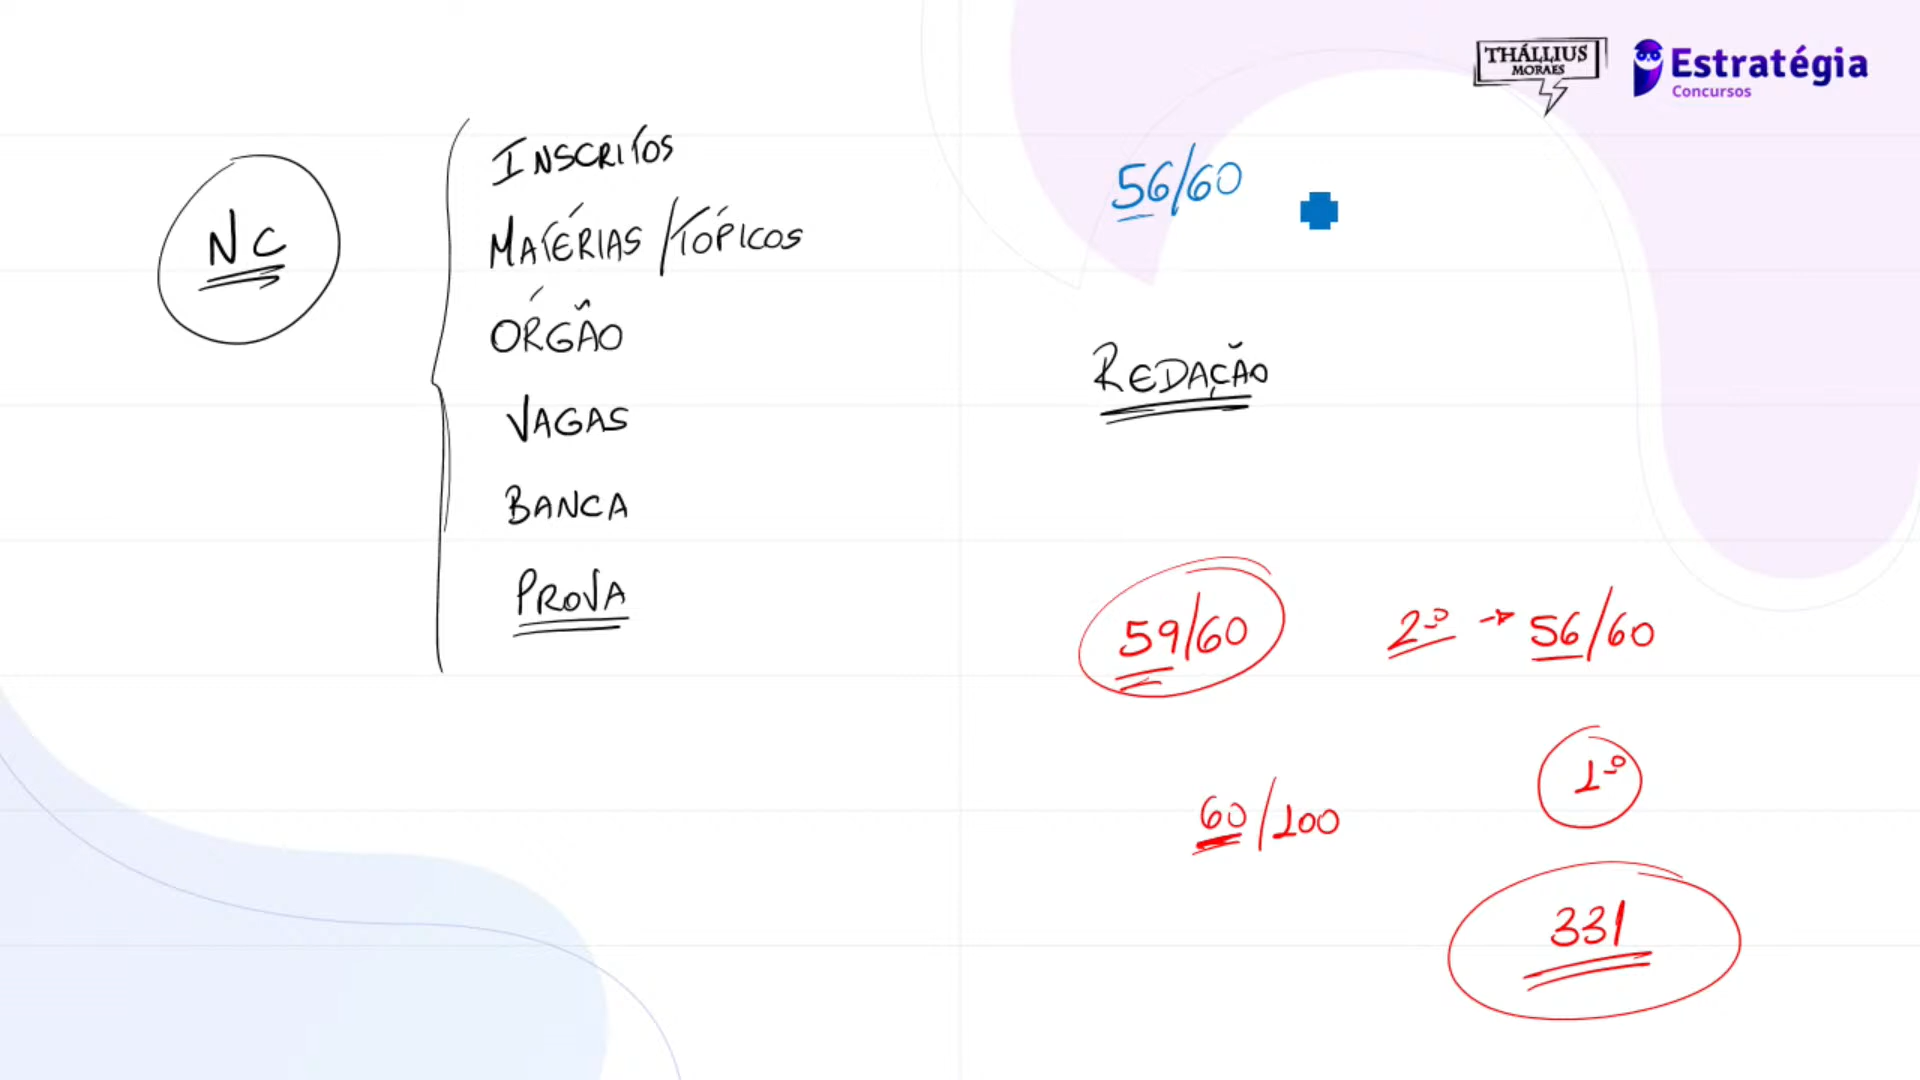 THÁLLIUS
MORAES
Estratégia
Concursos
NC
INSCRITOS
MATÉRIAS/TÓPICOS
ÓRGÃO
VAGAS
BANCA
PROVA
56/60
REDAÇÃO
59/60
2º → 56/60
1º
60/100
331